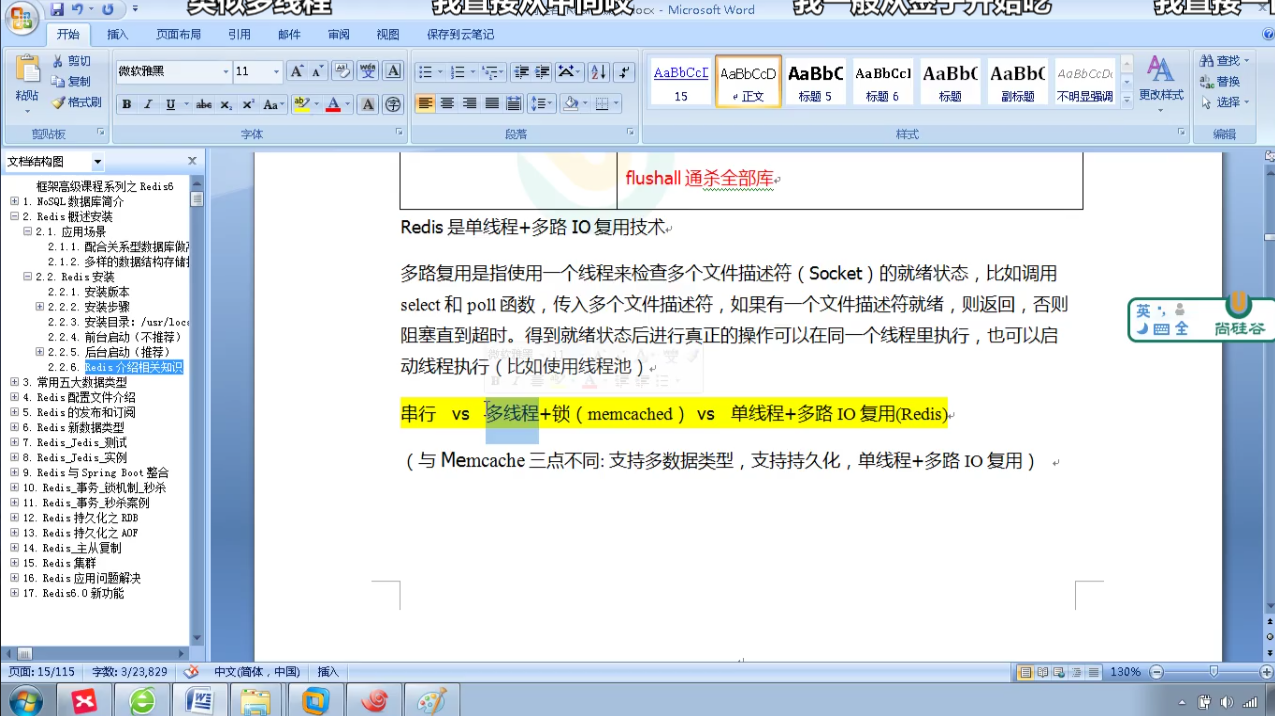 类似多线程
我直接从中间咬
我一般从签子开始吃
.docx - Microsoft Word
开始 插入 页面布局 引用 邮件 审阅 视图 保存到云笔记
粘贴
剪切
复制
格式刷
剪贴板
微软雅黑 11
字体
段落
AaBbCcI AaBbCcD AaBbC AaBbCcI AaBbC AaBbC AaBbCcDc
15 正文 标题 5 标题 6 标题 副标题 不明显强调
更改样式
样式
查找
替换
选择
编辑
文档结构图
框架高级课程系列之 Redis6
1. NoSQL 数据库简介
2. Redis 概述安装
2.1. 应用场景
2.1.1. 配合关系型数据库做
2.1.2. 多样的数据结构存储
2.2. Redis 安装
2.2.1. 安装版本
2.2.2. 安装步骤
2.2.3. 安装目录：/usr/loc
2.2.4. 前台启动（不推荐）
2.2.5. 后台启动（推荐）
2.2.6. Redis 介绍相关知识
3. 常用五大数据类型
4. Redis 配置文件介绍
5. Redis 的发布和订阅
6. Redis 新数据类型
7. Redis_Jedis_测试
8. Redis_Jedis_实例
9. Redis 与 Spring Boot 整合
10. Redis_事务_锁机制_秒杀
11. Redis_事务_秒杀案例
12. Redis 持久化之 RDB
13. Redis 持久化之 AOF
14. Redis_主从复制
15. Redis 集群
16. Redis 应用问题解决
17. Redis6.0 新功能
flushall 通杀全部库
Redis 是单线程+多路 IO 复用技术
多路复用是指使用一个线程来检查多个文件描述符（Socket）的就绪状态，比如调用
select 和 poll 函数，传入多个文件描述符，如果有一个文件描述符就绪，则返回，否则
阻塞直到超时。得到就绪状态后进行真正的操作可以在同一个线程里执行，也可以启
动线程执行（比如使用线程池）
串行 vs 多线程+锁（memcached） vs 单线程+多路 IO 复用(Redis)
（与 Memcache 三点不同: 支持多数据类型，支持持久化，单线程+多路 IO 复用）
英 全
尚硅谷
页面: 15/115 字数: 3/23,829 中文(简体，中国) 插入 130%